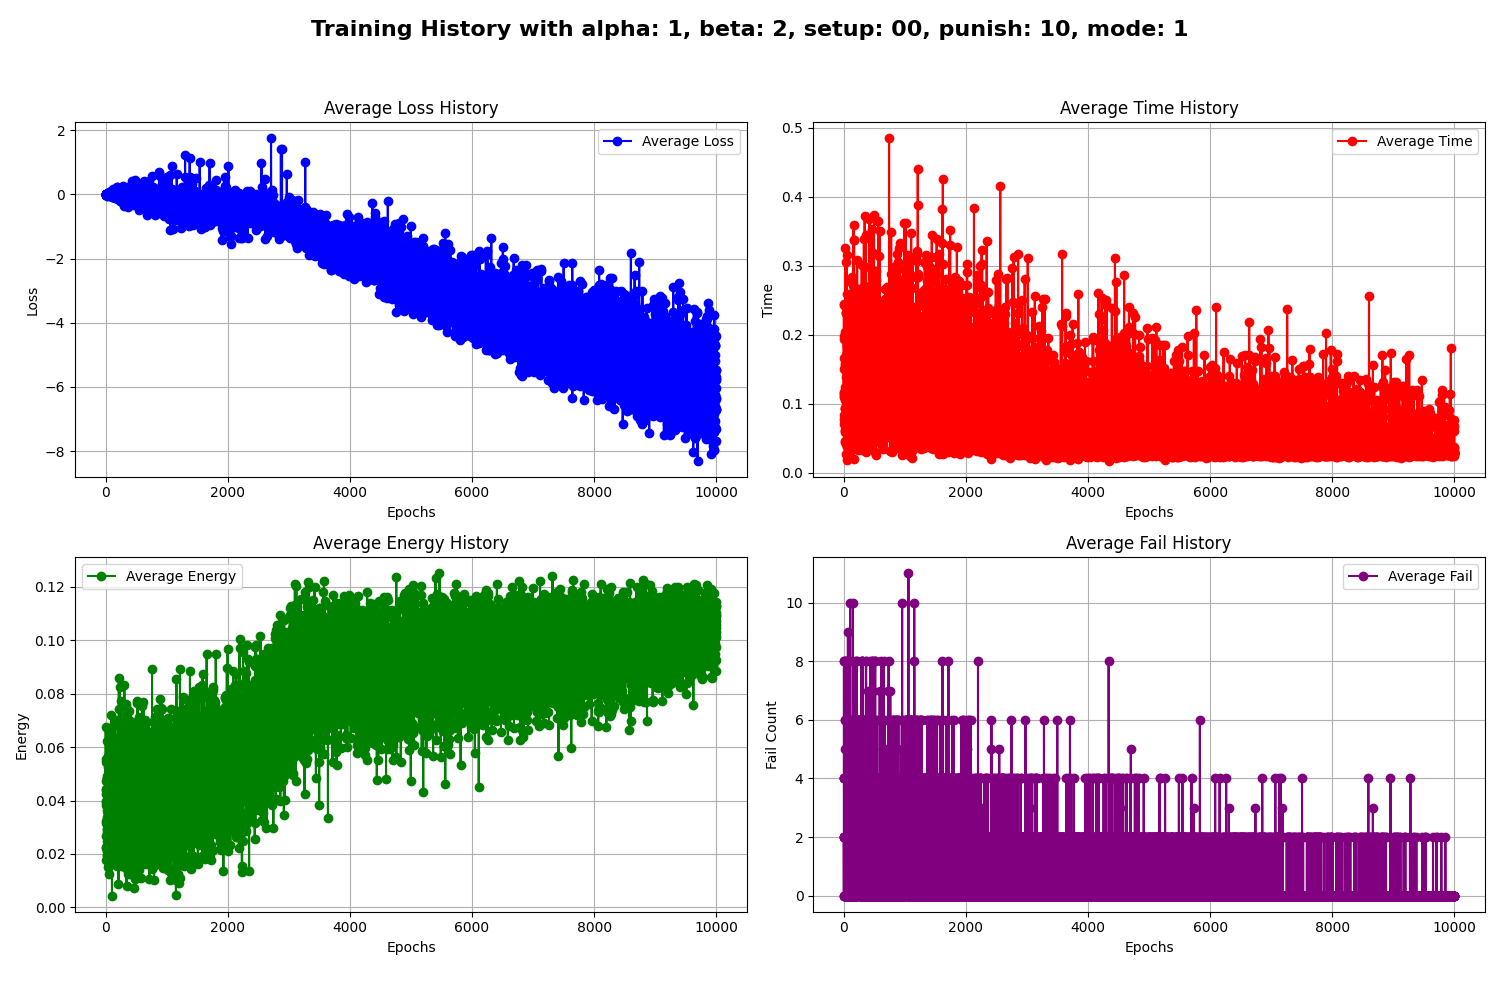 Training History with alpha: 1, beta: 2, setup: 00, punish: 10, mode: 1
Average Loss History
Loss
2
0
−2
−4
−6
−8
Average Loss
0 2000 4000 6000 8000 10000
Epochs
Average Time History
Time
0.5
0.4
0.3
0.2
0.1
0.0
Average Time
0 2000 4000 6000 8000 10000
Epochs
Average Energy History
Energy
0.12
0.10
0.08
0.06
0.04
0.02
0.00
Average Energy
0 2000 4000 6000 8000 10000
Epochs
Average Fail History
Fail Count
10
8
6
4
2
0
Average Fail
0 2000 4000 6000 8000 10000
Epochs